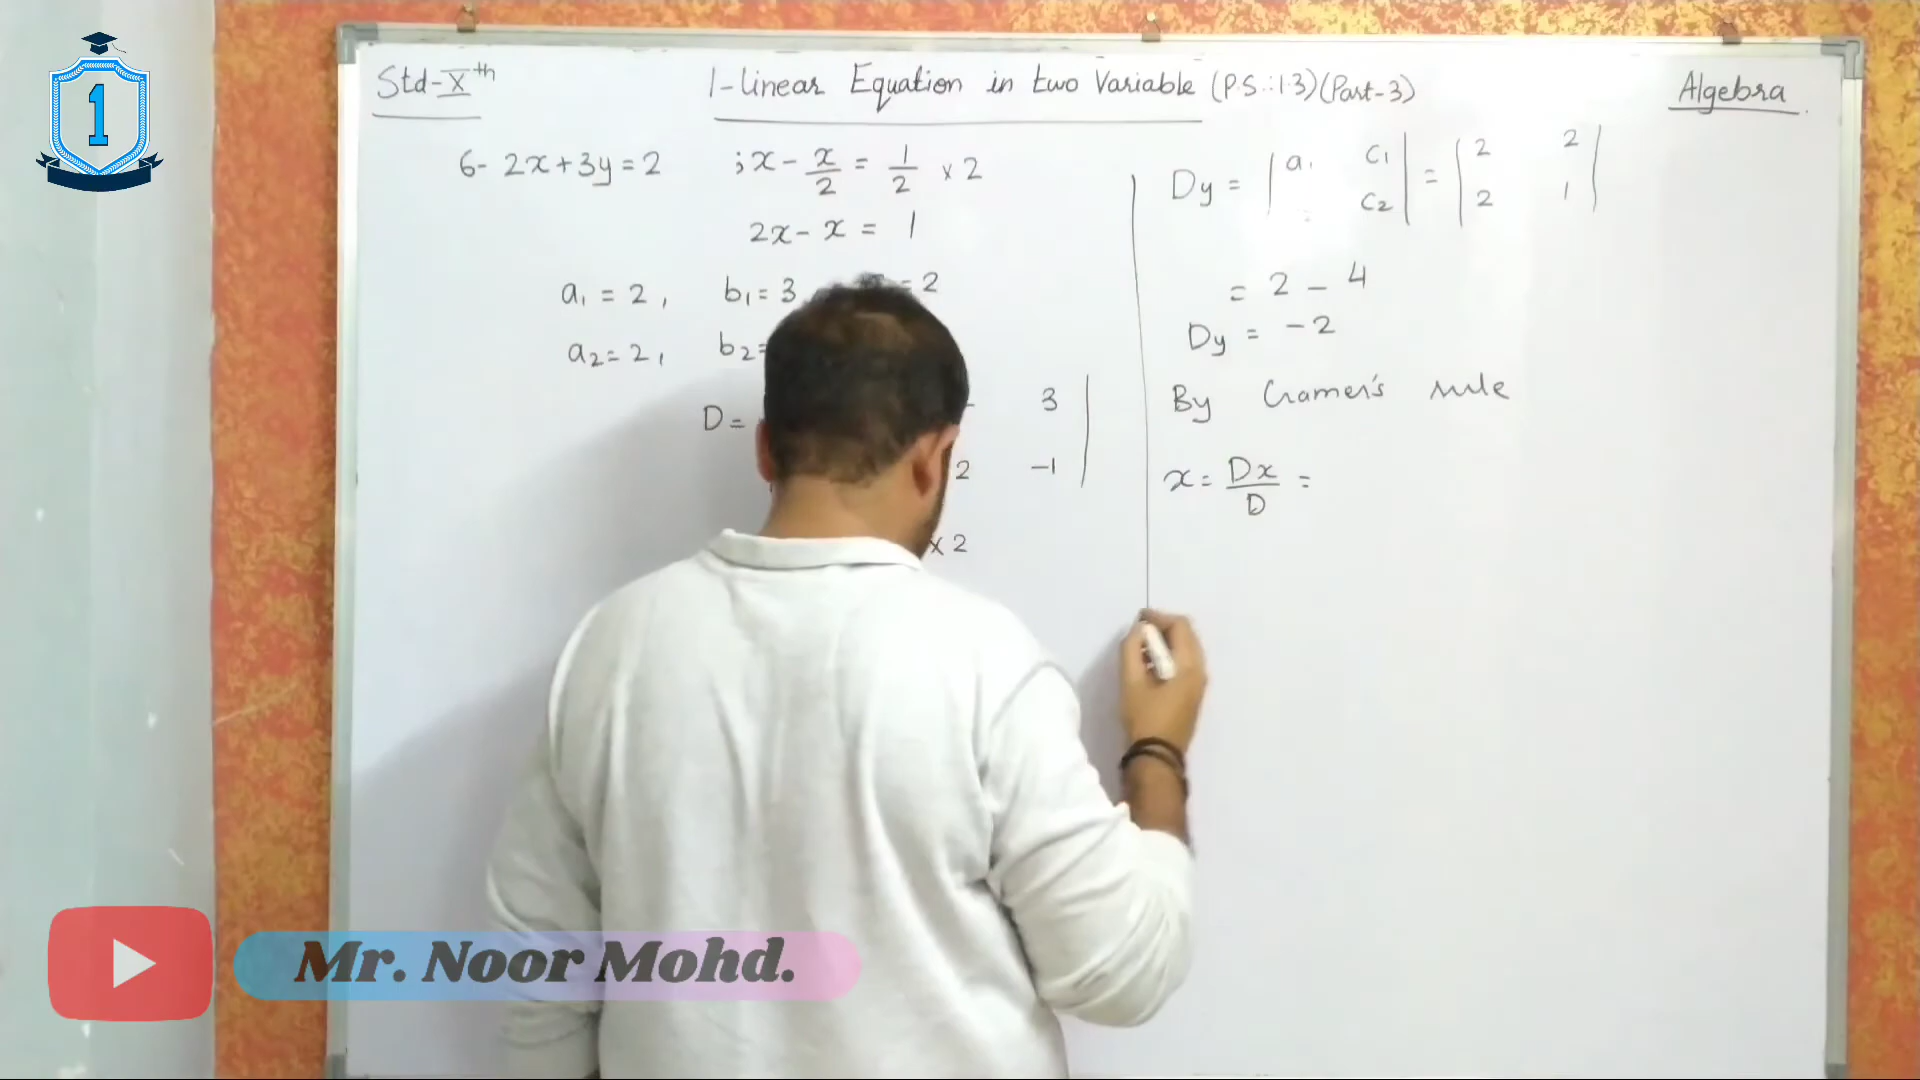 1
Std-Xth
1-Linear Equation in two Variable (P.S.:1.3)(Part-3)
Algebra
6- 2x+3y=2 ; x - x/2 = 1/2 × 2
2x - x = 1
a1 = 2, b1 = 3 = 2
a2 = 2, b2 =
D = 3
2 -1
× 2
Dy = | a1 c1 | = | 2 2 |
c2 2 1
= 2 - 4
Dy = -2
By Cramer's rule
x = Dx/D =
Mr. Noor Mohd.